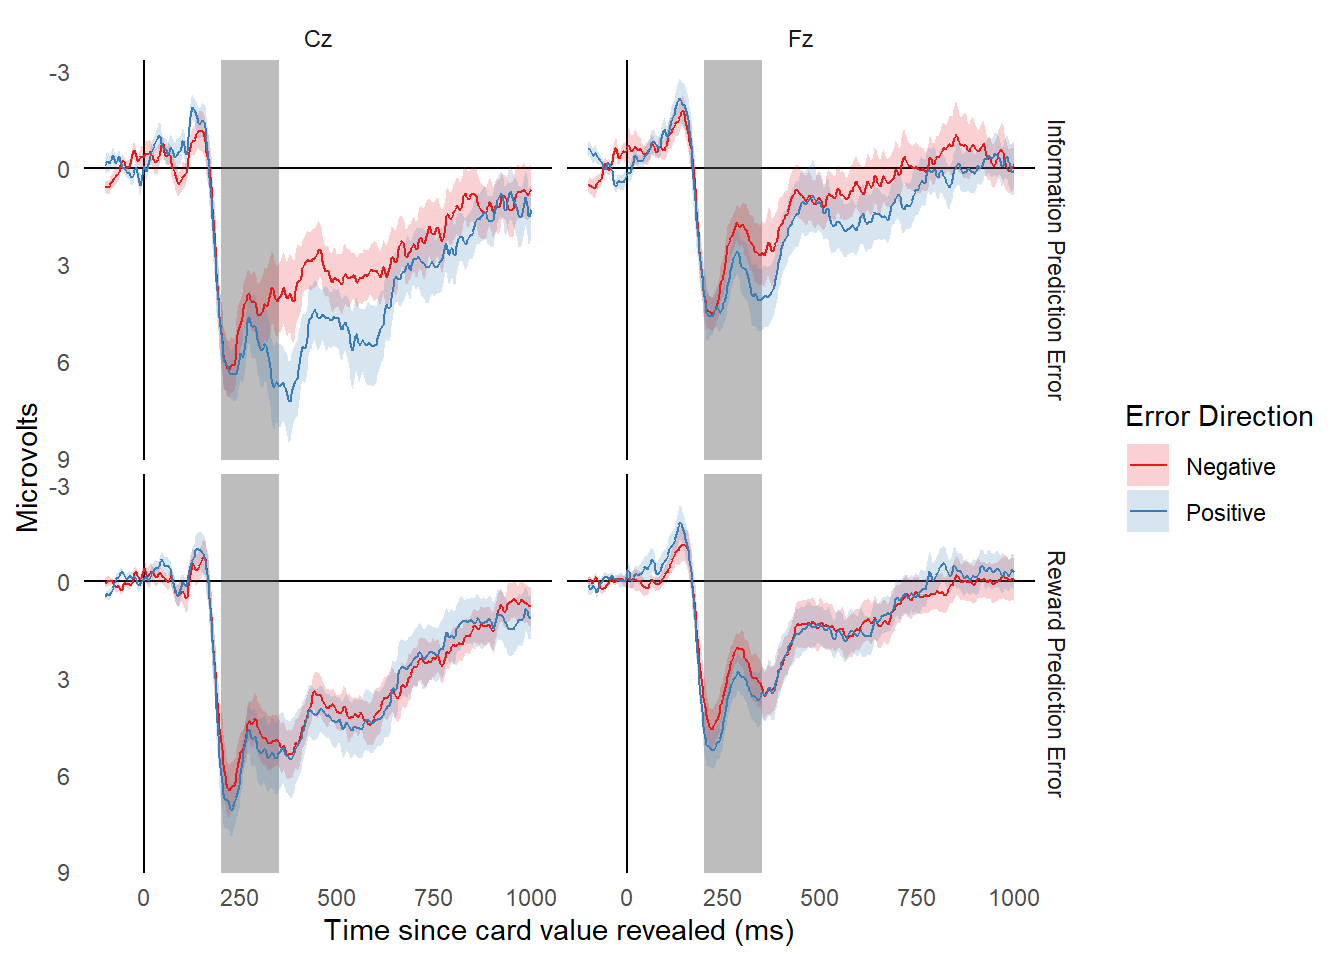 Cz
Fz
-3
0
3
6
9
Information Prediction Error
-3
0
3
6
9
Reward Prediction Error
Microvolts
0
250
500
750
1000
0
250
500
750
1000
Time since card value revealed (ms)
Error Direction
Negative
Positive